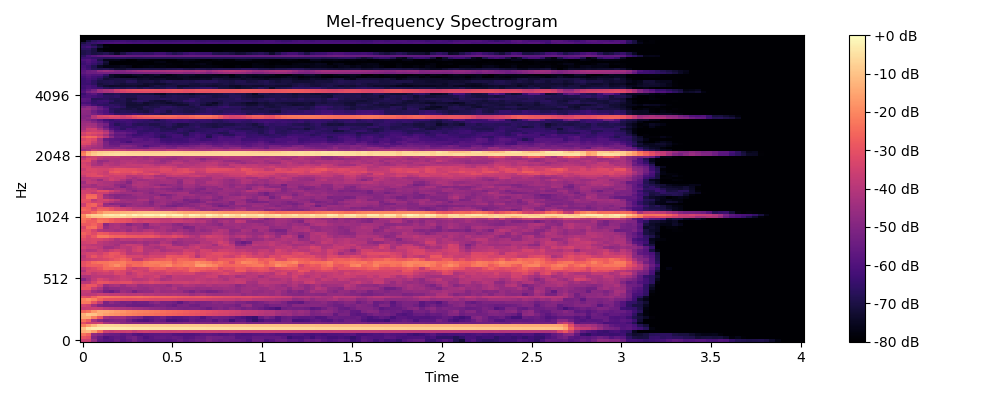 Mel-frequency Spectrogram
Hz
4096
2048
1024
512
0
0 0.5 1 1.5 2 2.5 3 3.5 4
Time
+0 dB
-10 dB
-20 dB
-30 dB
-40 dB
-50 dB
-60 dB
-70 dB
-80 dB